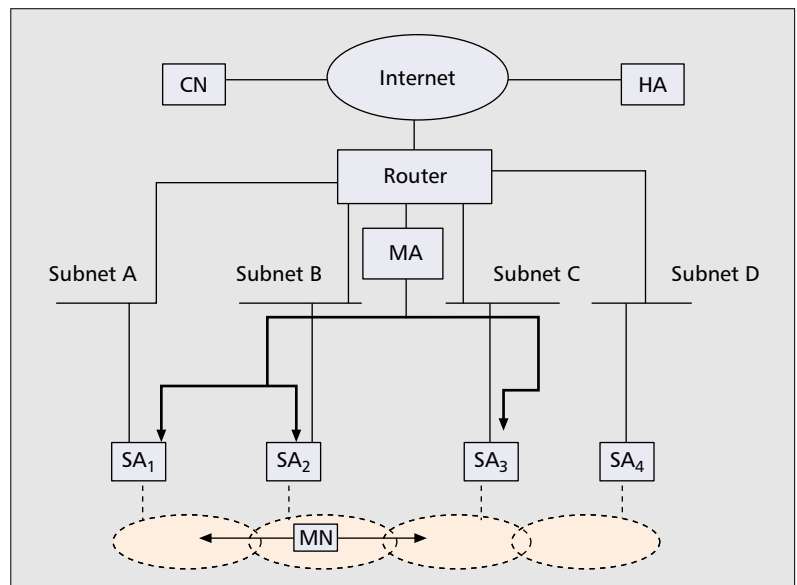 Internet
CN
HA
Router
MA
Subnet A
Subnet B
Subnet C
Subnet D
SA₁
SA₂
SA₃
SA₄
MN